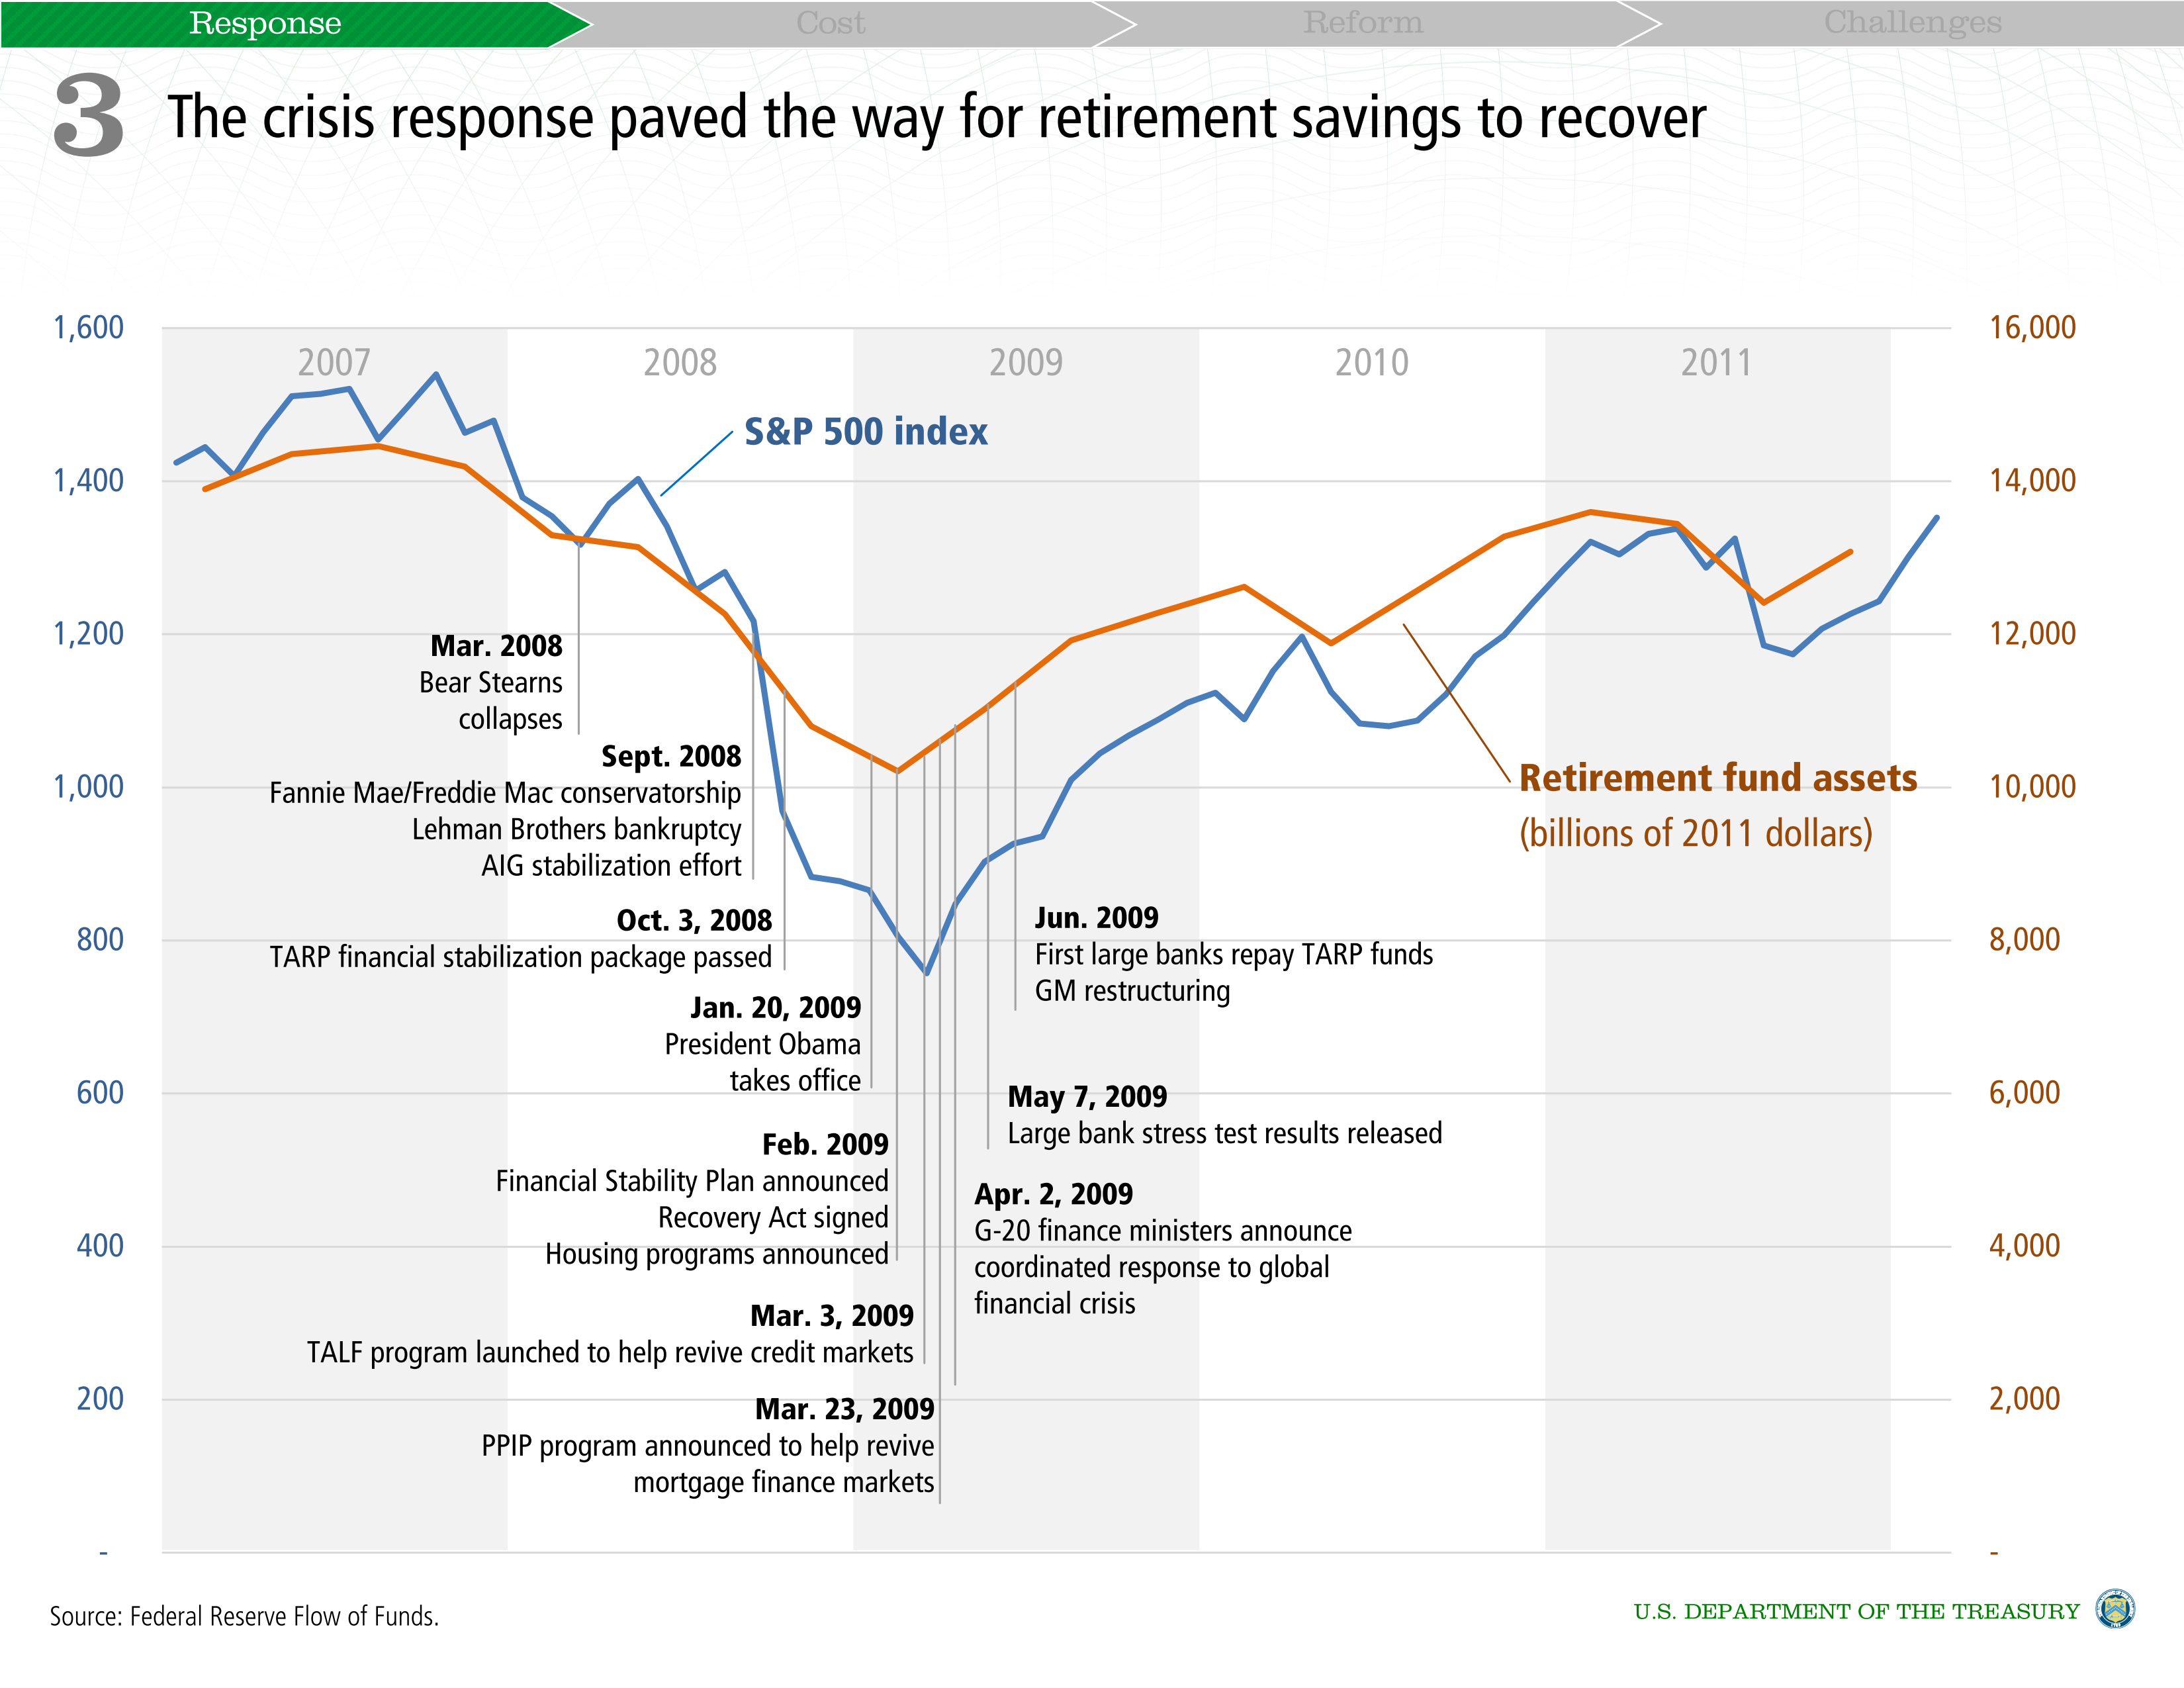 Response
Cost
Reform
Challenges
3
The crisis response paved the way for retirement savings to recover
1,600
1,400
1,200
1,000
800
600
400
200
-
16,000
14,000
12,000
10,000
8,000
6,000
4,000
2,000
-
2007
2008
2009
2010
2011
S&P 500 index
Retirement fund assets
(billions of 2011 dollars)
Mar. 2008
Bear Stearns
collapses
Sept. 2008
Fannie Mae/Freddie Mac conservatorship
Lehman Brothers bankruptcy
AIG stabilization effort
Oct. 3, 2008
TARP financial stabilization package passed
Jan. 20, 2009
President Obama
takes office
Feb. 2009
Financial Stability Plan announced
Recovery Act signed
Housing programs announced
Mar. 3, 2009
TALF program launched to help revive credit markets
Mar. 23, 2009
PPIP program announced to help revive
mortgage finance markets
Jun. 2009
First large banks repay TARP funds
GM restructuring
May 7, 2009
Large bank stress test results released
Apr. 2, 2009
G-20 finance ministers announce
coordinated response to global
financial crisis
Source: Federal Reserve Flow of Funds.
U.S. DEPARTMENT OF THE TREASURY